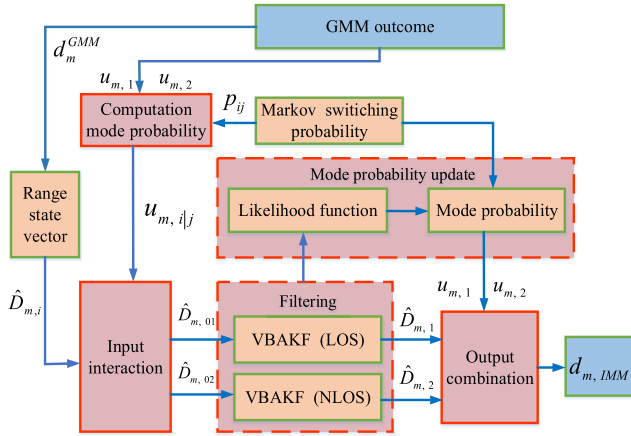 GMM outcome
d_m^{GMM}
u_{m, 1} u_{m, 2}
Computation
mode probability
p_{ij}
Markov switiching
probability
Mode probability update
Likelihood function
Mode probability
Range
state
vector
u_{m, i|j}
u_{m, 1} u_{m, 2}
\hat{D}_{m,i}
Input
interaction
\hat{D}_{m, 01}
\hat{D}_{m, 02}
Filtering
VBAKF (LOS)
VBAKF (NLOS)
\hat{D}_{m, 1}
\hat{D}_{m, 2}
Output
combination
d_{m, IMM}